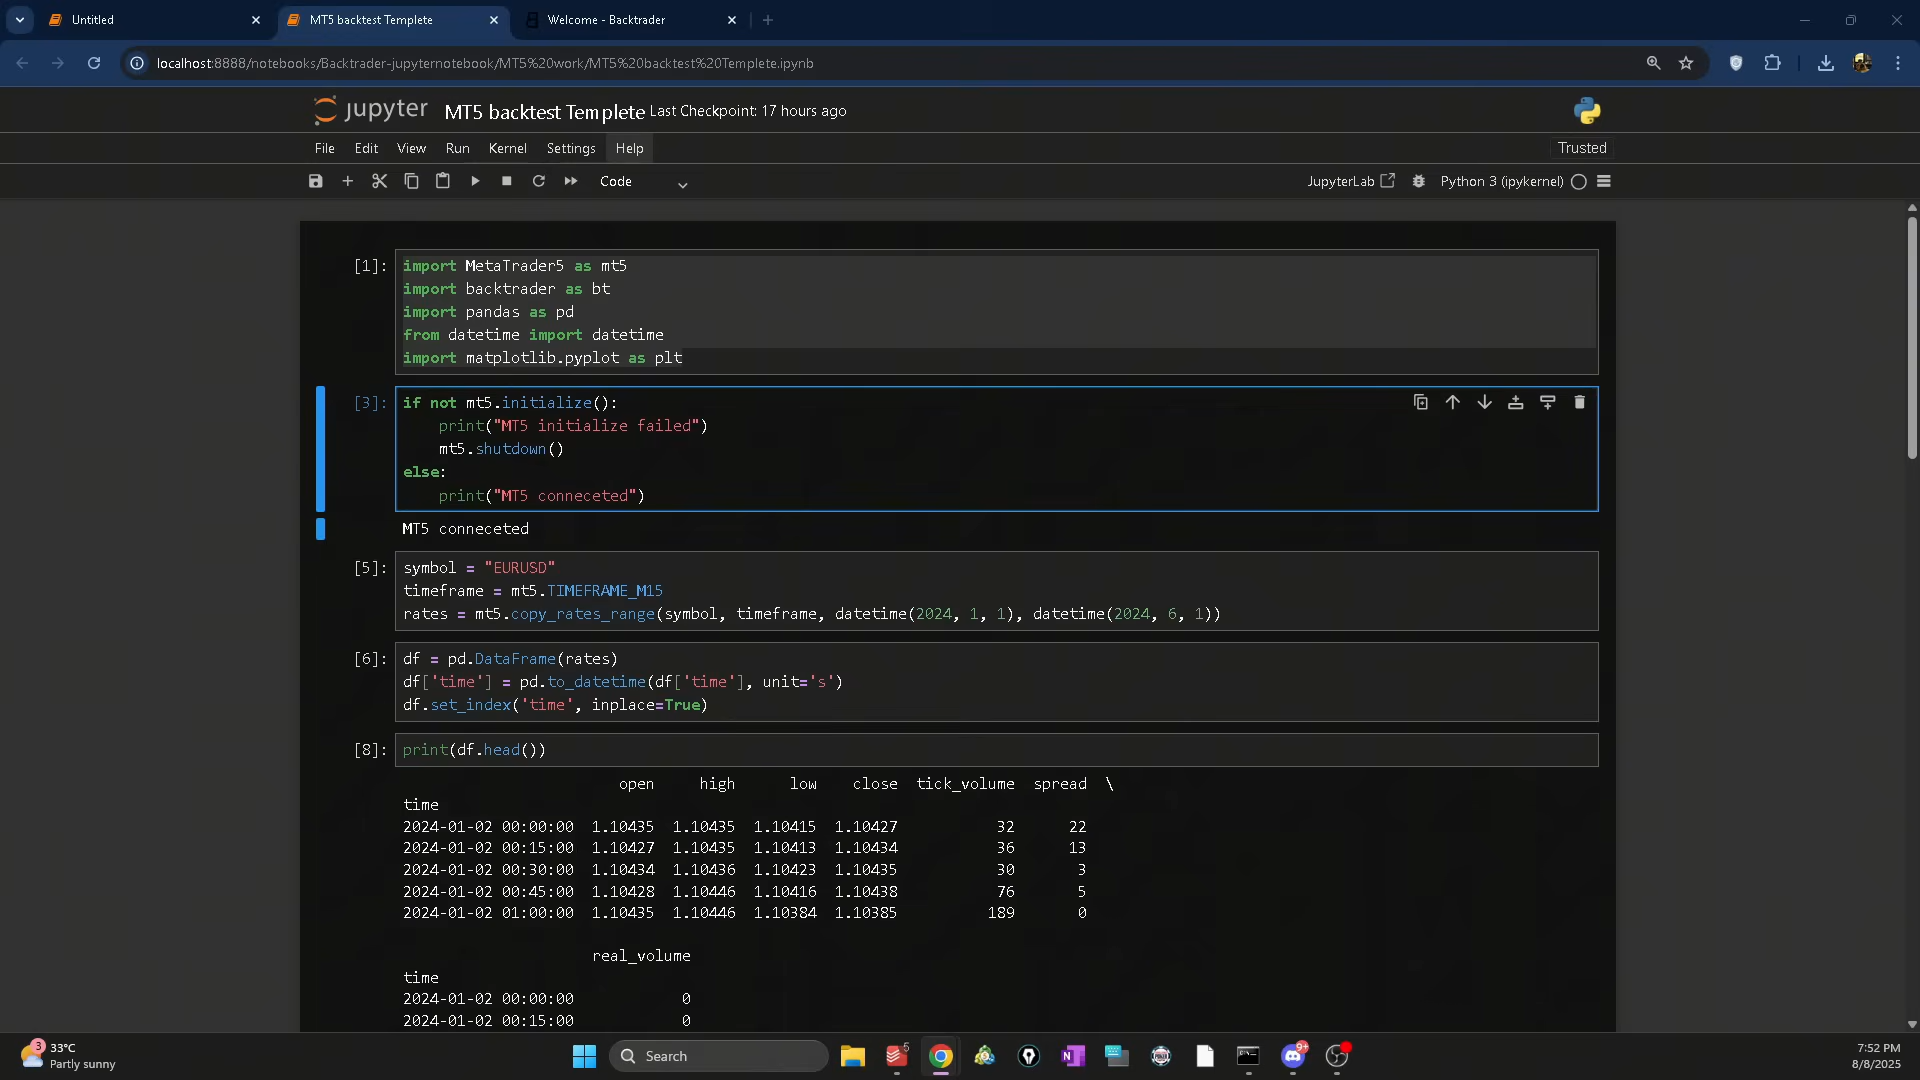 Untitled
MT5 backtest Templete
Welcome - Backtrader
localhost:8888/notebooks/Backtrader-jupyternotebook/MT5%20work/MT5%20backtest%20Templete.ipynb
jupyter MT5 backtest Templete Last Checkpoint: 17 hours ago
File Edit View Run Kernel Settings Help
Trusted
Code
JupyterLab
Python 3 (ipykernel)
[1]: import MetaTrader5 as mt5
import backtrader as bt
import pandas as pd
from datetime import datetime
import matplotlib.pyplot as plt
[3]: if not mt5.initialize():
print("MT5 initialize failed")
mt5.shutdown()
else:
print("MT5 conneceted")
MT5 conneceted
[5]: symbol = "EURUSD"
timeframe = mt5.TIMEFRAME_M15
rates = mt5.copy_rates_range(symbol, timeframe, datetime(2024, 1, 1), datetime(2024, 6, 1))
[6]: df = pd.DataFrame(rates)
df['time'] = pd.to_datetime(df['time'], unit='s')
df.set_index('time', inplace=True)
[8]: print(df.head())
open high low close tick_volume spread \
time
2024-01-02 00:00:00 1.10435 1.10435 1.10415 1.10427 32 22
2024-01-02 00:15:00 1.10427 1.10435 1.10413 1.10434 36 13
2024-01-02 00:30:00 1.10434 1.10436 1.10423 1.10435 30 3
2024-01-02 00:45:00 1.10428 1.10446 1.10416 1.10438 76 5
2024-01-02 01:00:00 1.10435 1.10446 1.10384 1.10385 189 0
real_volume
time
2024-01-02 00:00:00 0
2024-01-02 00:15:00 0
3
33°C
Partly sunny
Search
5
N
9+
7:52 PM
8/8/2025